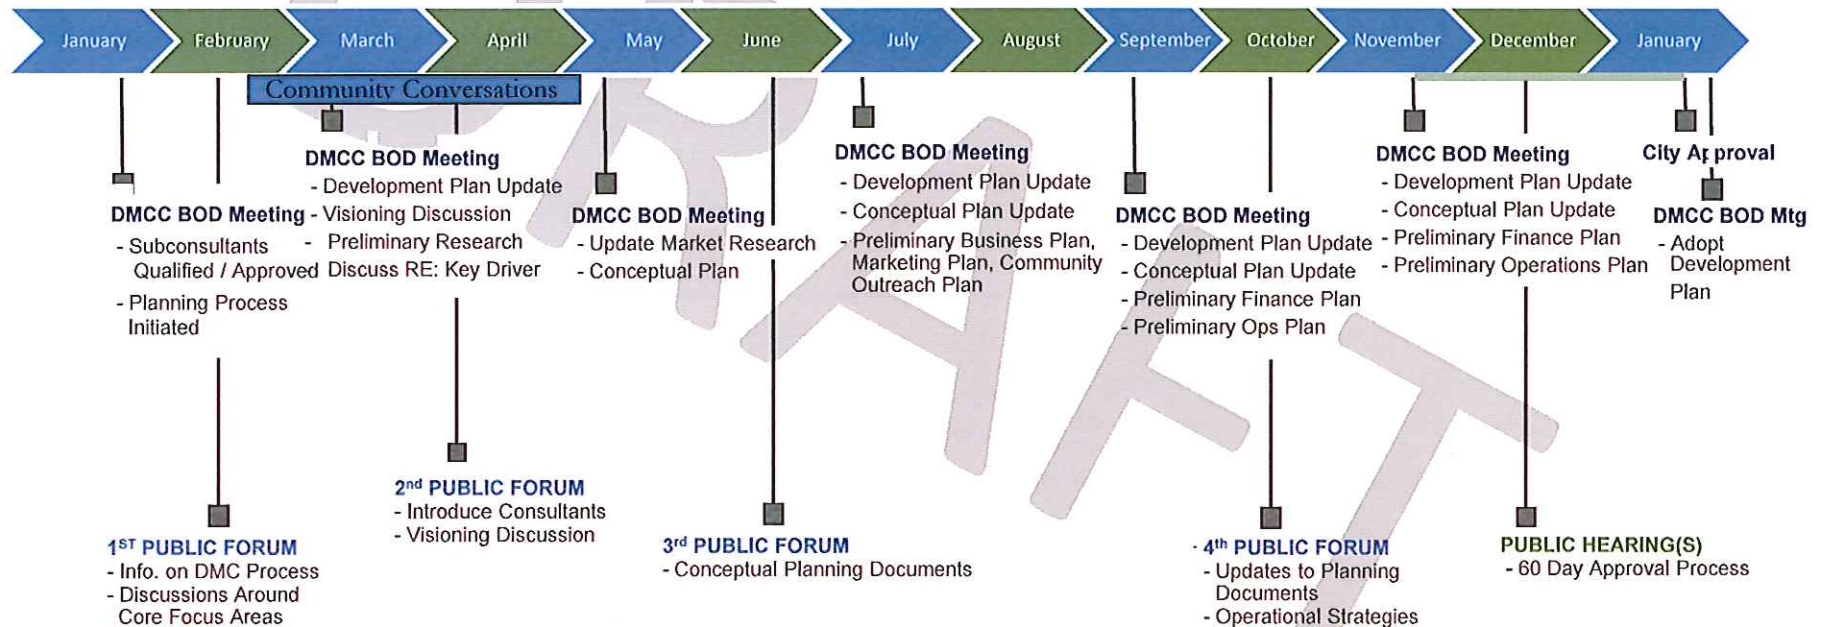 January February March April May June July August September October November December January
Community Conversations
DMCC BOD Meeting
- Subconsultants
Qualified / Approved
- Planning Process
Initiated
DMCC BOD Meeting
- Development Plan Update
- Visioning Discussion
- Preliminary Research
Discuss RE: Key Driver
DMCC BOD Meeting
- Update Market Research
- Conceptual Plan
DMCC BOD Meeting
- Development Plan Update
- Conceptual Plan Update
- Preliminary Business Plan,
Marketing Plan, Community
Outreach Plan
DMCC BOD Meeting
- Development Plan Update
- Conceptual Plan Update
- Preliminary Finance Plan
- Preliminary Ops Plan
DMCC BOD Meeting
- Development Plan Update
- Conceptual Plan Update
- Preliminary Finance Plan
- Preliminary Operations Plan
City Approval
DMCC BOD Mtg
- Adopt
Development
Plan
1ST PUBLIC FORUM
- Info. on DMC Process
- Discussions Around
Core Focus Areas
2nd PUBLIC FORUM
- Introduce Consultants
- Visioning Discussion
3rd PUBLIC FORUM
- Conceptual Planning Documents
4th PUBLIC FORUM
- Updates to Planning
Documents
- Operational Strategies
PUBLIC HEARING(S)
- 60 Day Approval Process
DRAFT